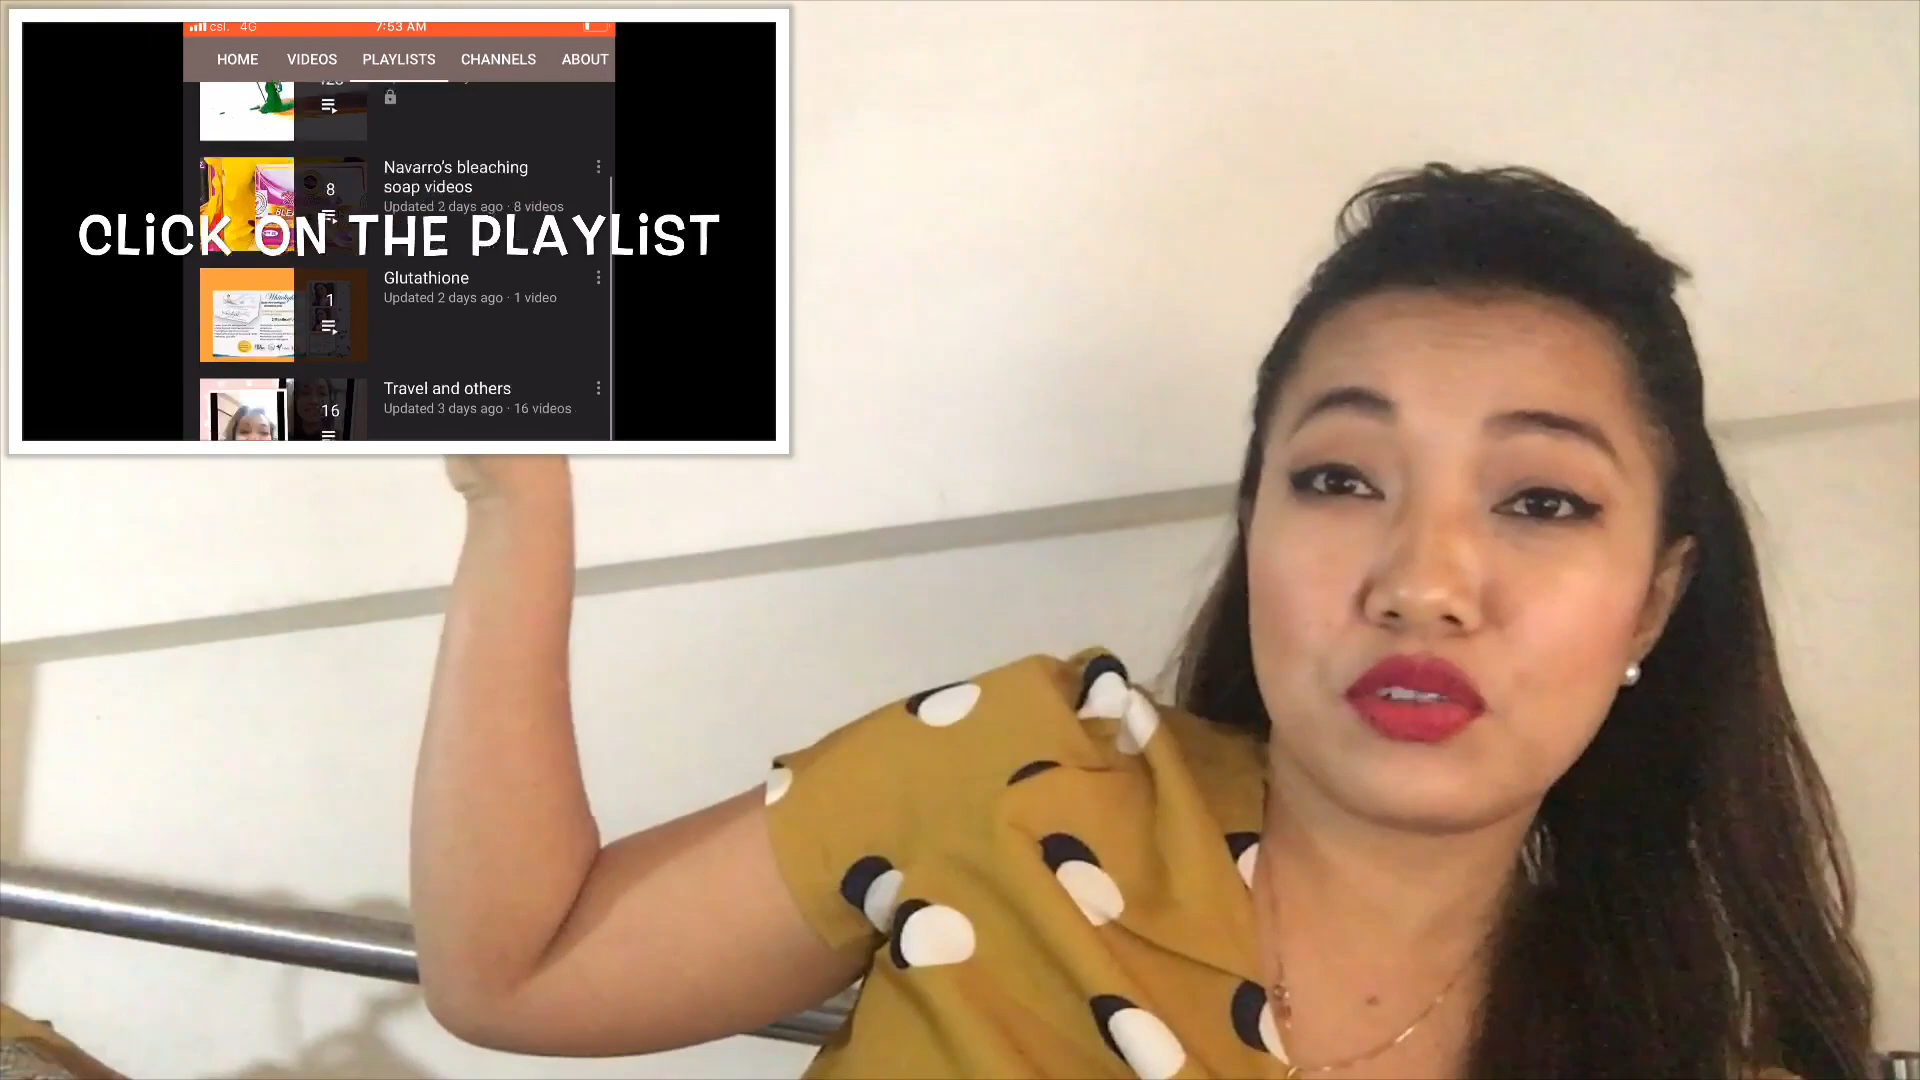 csl. 4G 7:53 AM
HOME VIDEOS PLAYLISTS CHANNELS ABOUT
Navarro's bleaching
soap videos
Updated 2 days ago · 8 videos
8
CLiCK ON THE PLAYLiST
Glutathione
Updated 2 days ago · 1 video
1
Travel and others
Updated 3 days ago · 16 videos
16